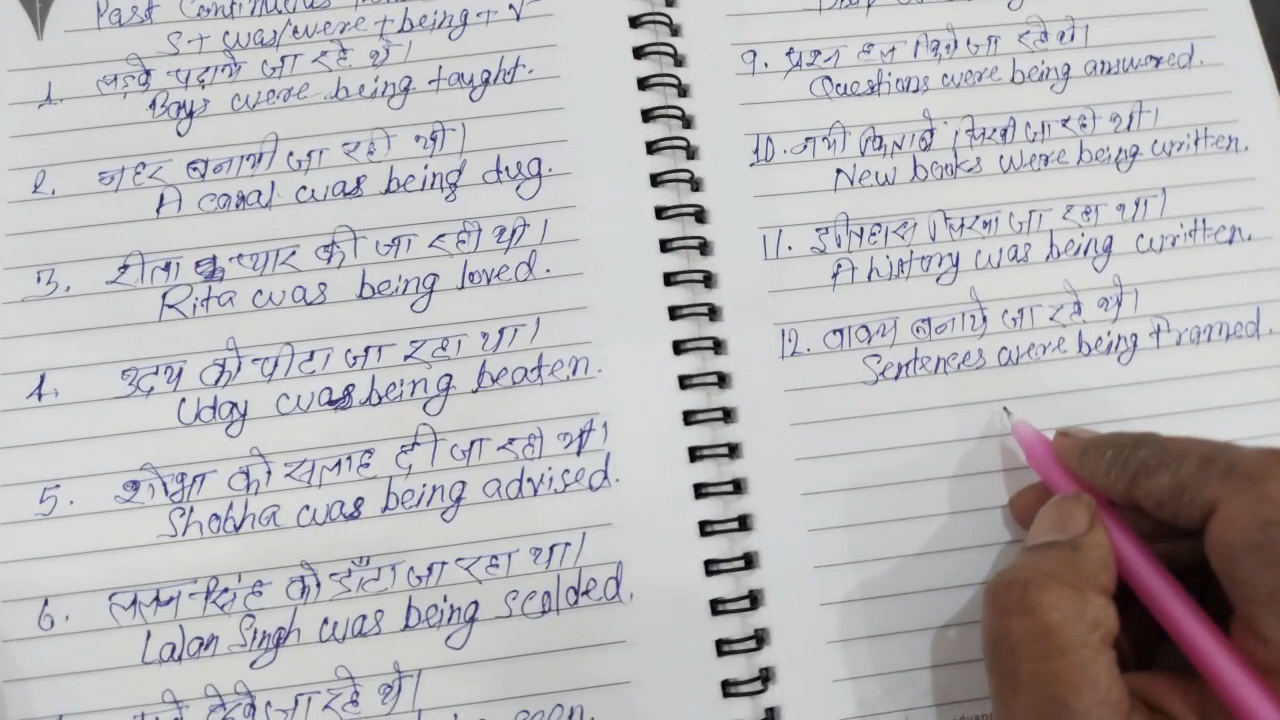 Past Continuous
S + was/were + being + V
1. लड़के पढ़ाये जा रहे थे।
Boys were being taught.
2. नहर बनायी जा रही थी।
A canal was being dug.
3. शीला क प्यार की जा रही थी।
Rita was being loved.
4. उदय को पीटा जा रहा था।
Uday was being beaten.
5. शोभा को सलाह दी जा रही थी।
Shobha was being advised.
6. ललन सिंह को डाँटा जा रहा था।
Lalan Singh was being scolded.
देखे जा रहे थे।
seen.
9. प्रश्न हल किये जा रहे थे।
Questions were being answered.
10. नयी किताबें लिखी जा रही थी।
New books were being written.
11. इतिहास लिखा जा रहा था।
A history was being written.
12. वाक्य बनाये जा रहे थे।
Sentences were being framed.